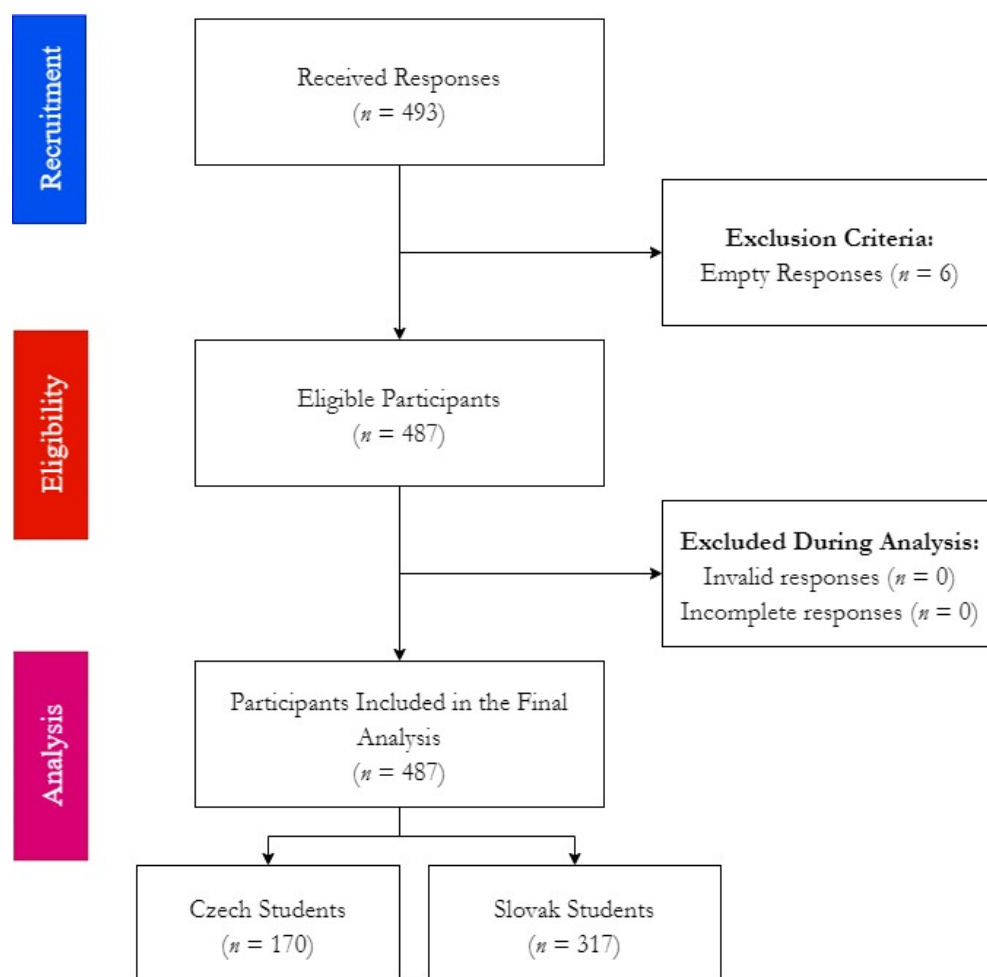 Recruitment
Received Responses
(n = 493)
Exclusion Criteria:
Empty Responses (n = 6)
Eligibility
Eligible Participants
(n = 487)
Excluded During Analysis:
Invalid responses (n = 0)
Incomplete responses (n = 0)
Analysis
Participants Included in the Final
Analysis
(n = 487)
Czech Students
(n = 170)
Slovak Students
(n = 317)